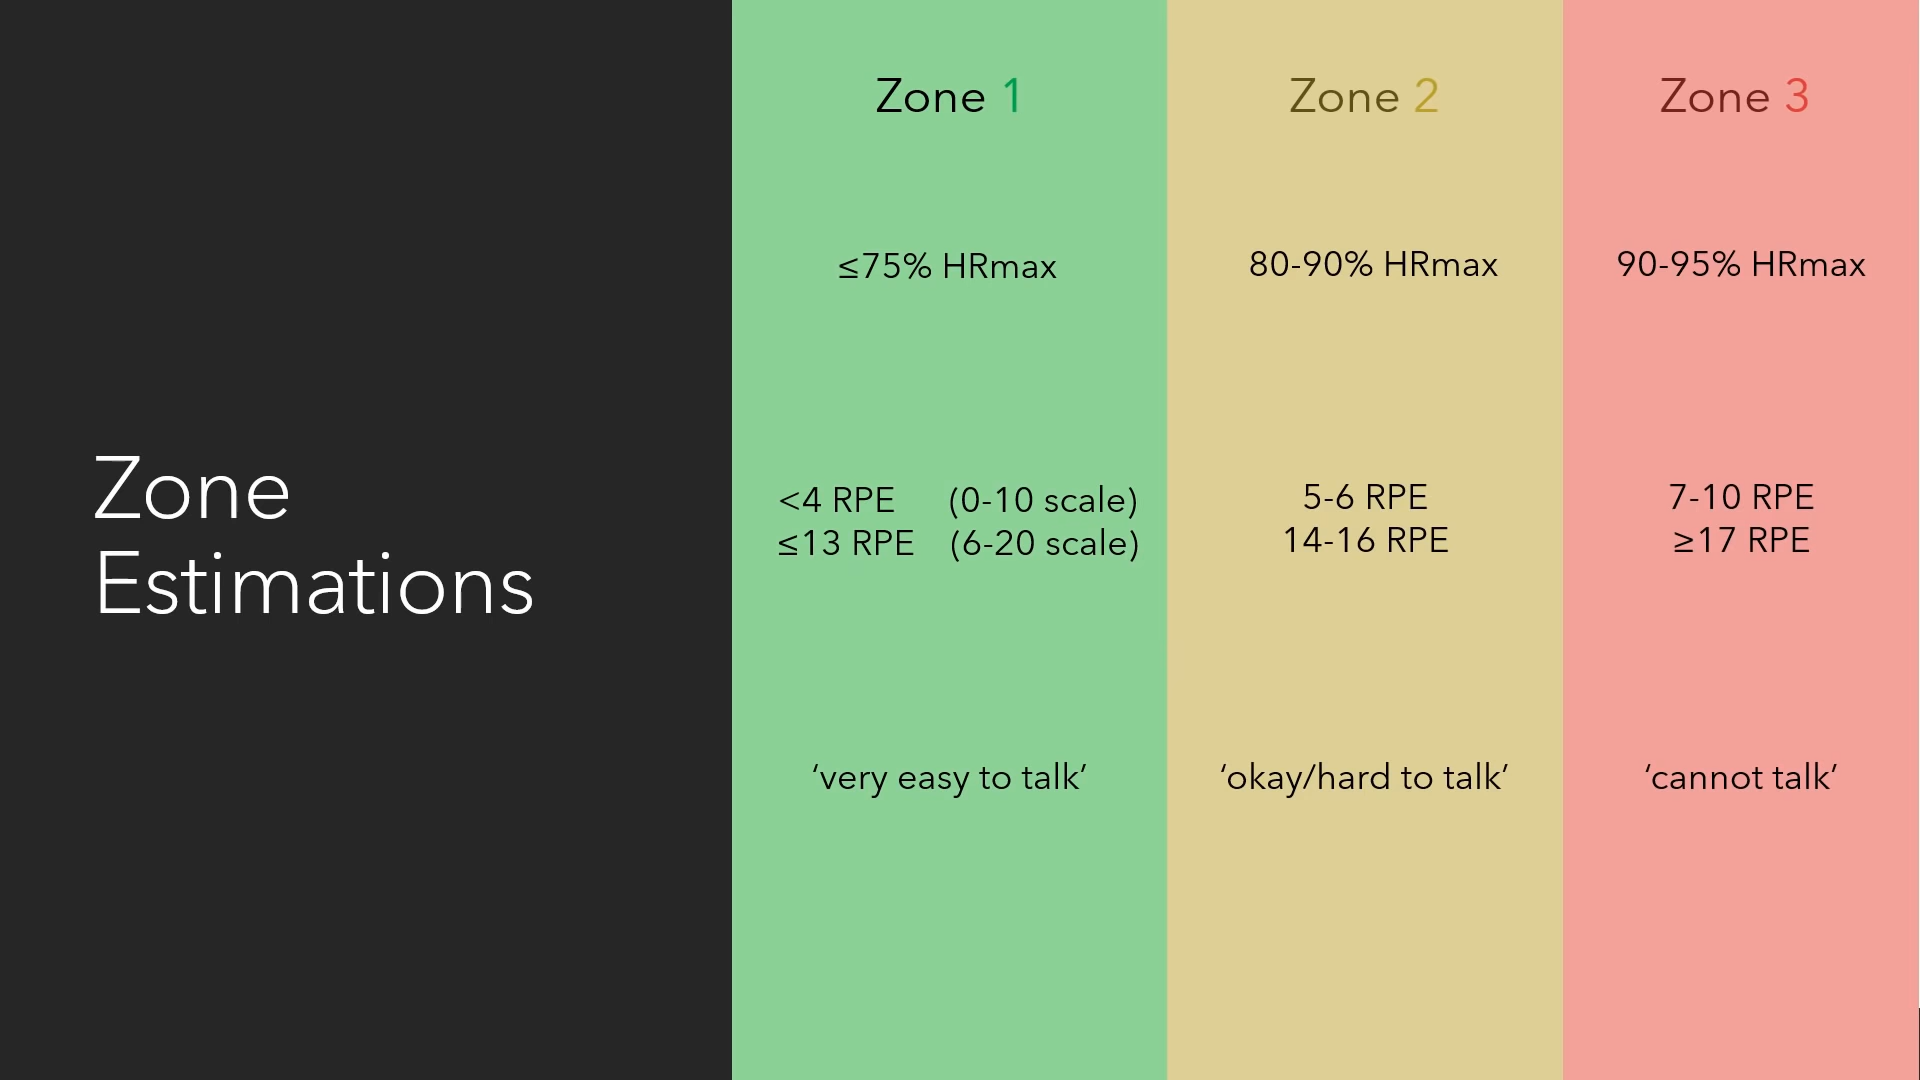 Zone
Estimations
Zone 1
≤75% HRmax
<4 RPE (0-10 scale)
≤13 RPE (6-20 scale)
‘very easy to talk’
Zone 2
80-90% HRmax
5-6 RPE
14-16 RPE
‘okay/hard to talk’
Zone 3
90-95% HRmax
7-10 RPE
≥17 RPE
‘cannot talk’